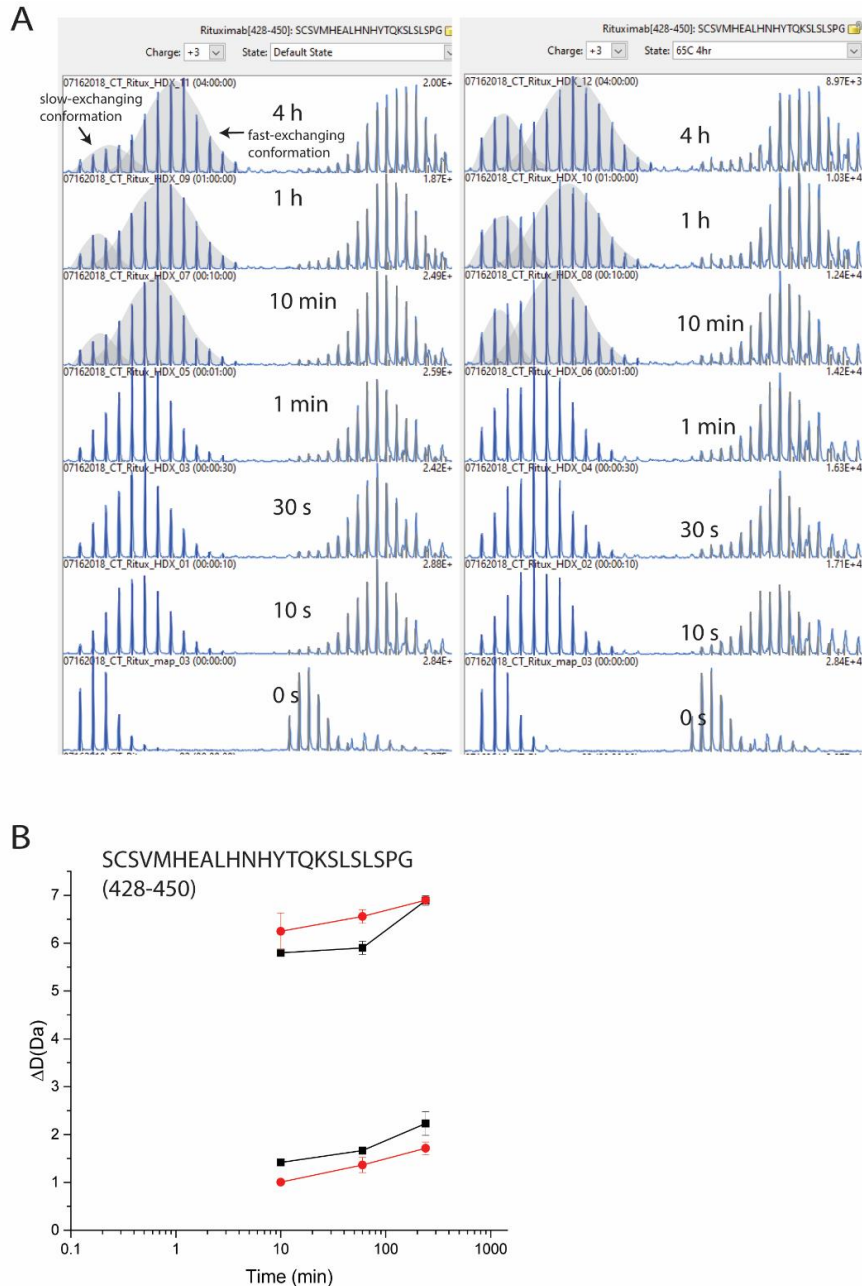 A
Rituximab[428-450]: SCSVMHEALHNHYTQKSLSLSPG
Charge: +3 State: Default State
07162018_CT_Ritux_HDX_11 (04:00:00)
2.00E+
slow-exchanging
conformation
fast-exchanging
conformation
4 h
07162018_CT_Ritux_HDX_09 (01:00:00)
1.87E+
1 h
07162018_CT_Ritux_HDX_07 (00:10:00)
2.49E+
10 min
07162018_CT_Ritux_HDX_05 (00:01:00)
2.59E+
1 min
07162018_CT_Ritux_HDX_03 (00:00:30)
2.42E+
30 s
07162018_CT_Ritux_HDX_01 (00:00:10)
2.88E+
10 s
07162018_CT_Ritux_map_03 (00:00:00)
2.84E+
0 s
Rituximab[428-450]: SCSVMHEALHNHYTQKSLSLSPG
Charge: +3 State: 65C 4hr
07162018_CT_Ritux_HDX_12 (04:00:00)
8.97E+3
4 h
07162018_CT_Ritux_HDX_10 (01:00:00)
1.03E+4
1 h
07162018_CT_Ritux_HDX_08 (00:10:00)
1.24E+4
10 min
07162018_CT_Ritux_HDX_06 (00:01:00)
1.42E+4
1 min
07162018_CT_Ritux_HDX_04 (00:00:30)
1.63E+4
30 s
07162018_CT_Ritux_HDX_02 (00:00:10)
1.71E+4
10 s
07162018_CT_Ritux_map_03 (00:00:00)
2.84E+4
0 s
B
SCSVMHEALHNHYTQKSLSLSPG
(428-450)
7
6
5
4
3
2
1
0
ΔD(Da)
0.1 1 10 100 1000
Time (min)